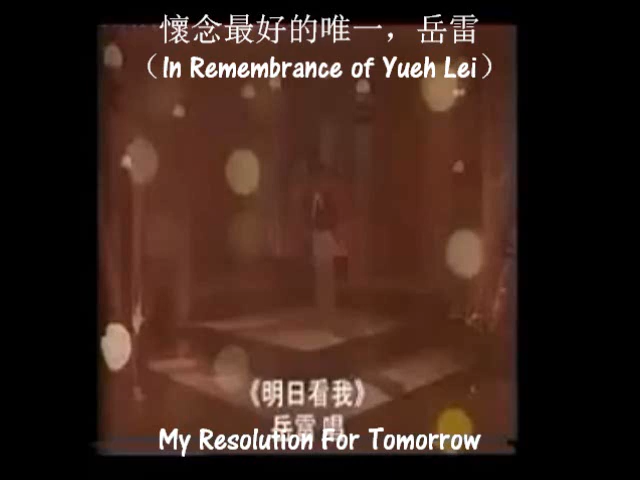 懷念最好的唯一，岳雷
（In Remembrance of Yueh Lei）
《明日看我》
岳雷 唱
My Resolution For Tomorrow